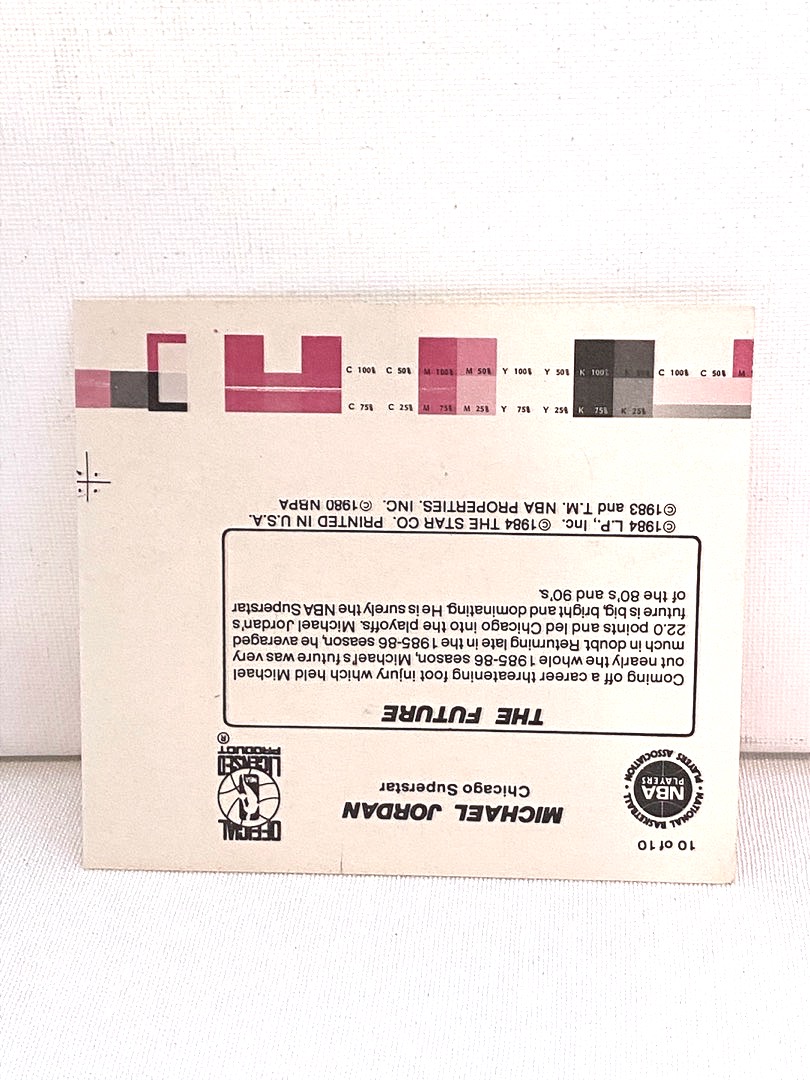 10 of 10
NATIONAL BASKETBALL • PLAYERS ASSOCIATION •
NBA
PLAYERS
MICHAEL JORDAN
Chicago Superstar
OFFICIAL
NBA
LICENSED
PRODUCT
®
THE FUTURE
Coming off a career threatening foot injury which held Michael
out nearly the whole 1985-86 season, Michael's future was very
much in doubt. Returning late in the 1985-86 season, he averaged
22.0 points and led Chicago into the playoffs. Michael Jordan's
future is big, bright and dominating. He is surely the NBA Superstar
of the 80's and 90's.
©1984 L.P., Inc. © 1984 THE STAR CO. PRINTED IN U.S.A.
©1983 and T.M. NBA PROPERTIES. INC. ©1980 NBPA
C 100% C 50% M 100% M 50% Y 100% Y 50% K 100% K 50% C 100% C 50% M
C 75% C 25% M 75% M 25% Y 75% Y 25% K 75% K 25%